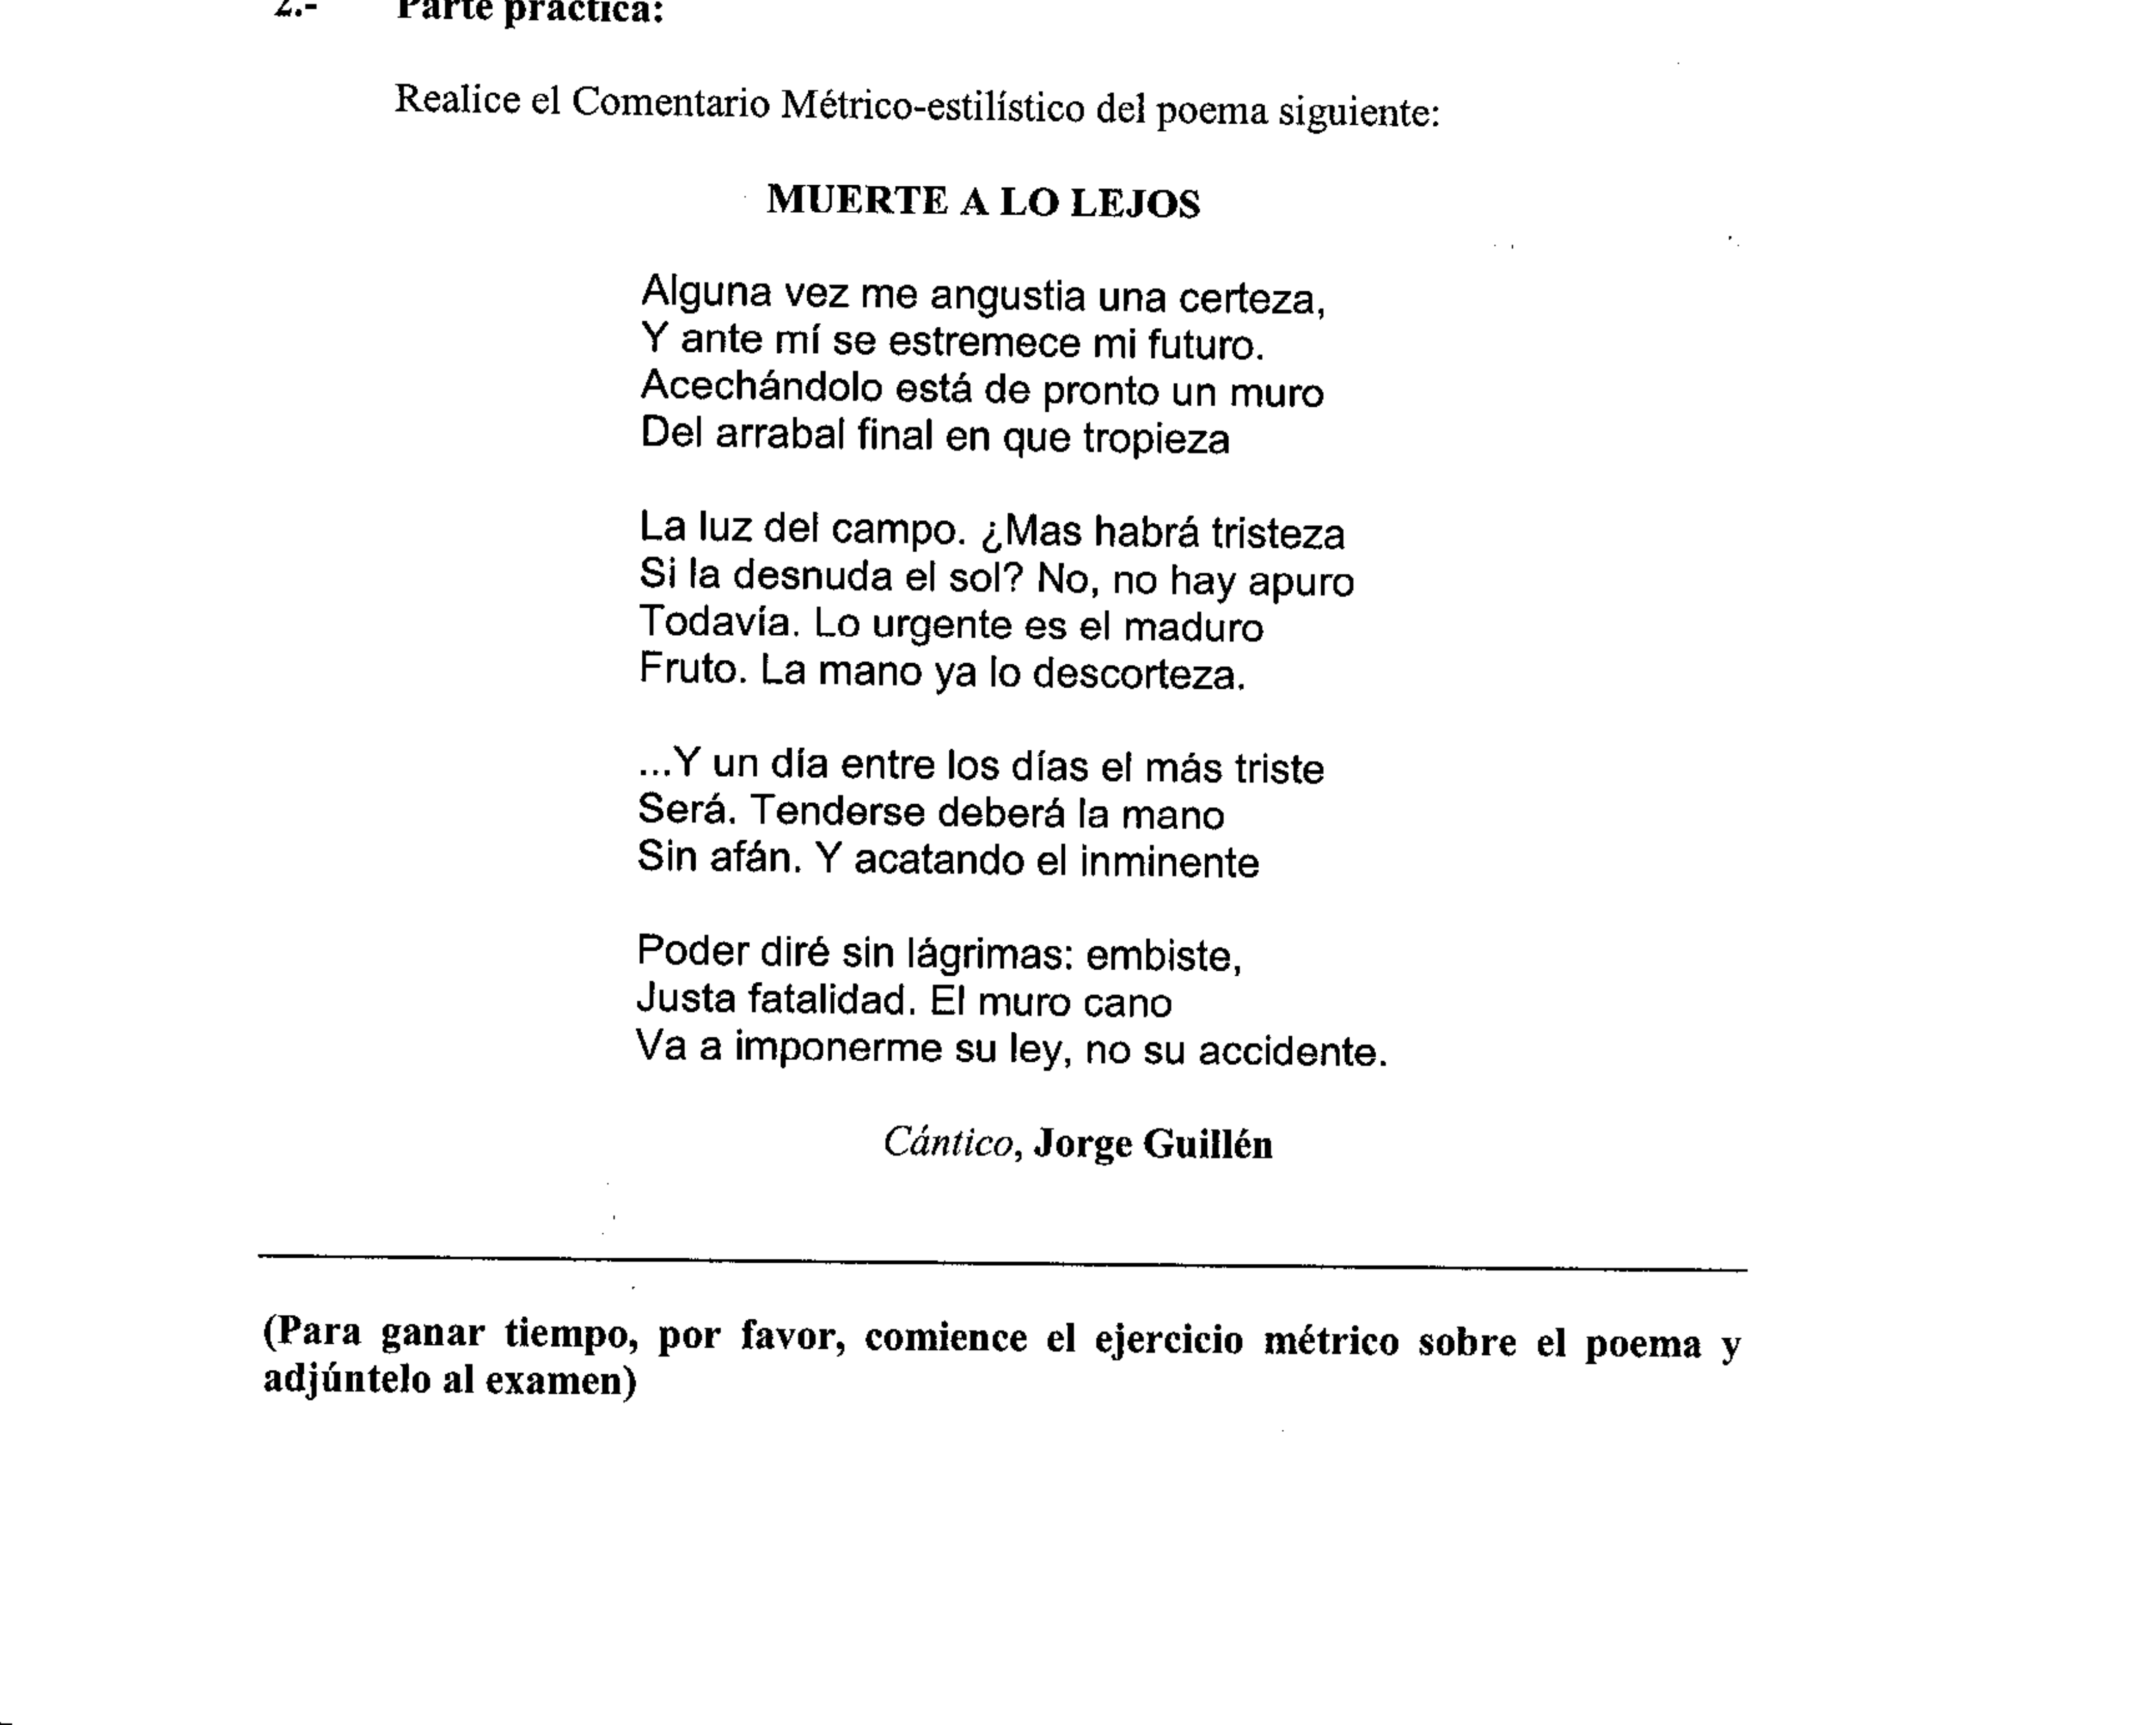 2.- Parte práctica:
Realice el Comentario Métrico-estilístico del poema siguiente:
MUERTE A LO LEJOS
Alguna vez me angustia una certeza,
Y ante mí se estremece mi futuro.
Acechándolo está de pronto un muro
Del arrabal final en que tropieza
La luz del campo. ¿Mas habrá tristeza
Si la desnuda el sol? No, no hay apuro
Todavía. Lo urgente es el maduro
Fruto. La mano ya lo descorteza.
...Y un día entre los días el más triste
Será. Tenderse deberá la mano
Sin afán. Y acatando el inminente
Poder diré sin lágrimas: embiste,
Justa fatalidad. El muro cano
Va a imponerme su ley, no su accidente.
Cántico, Jorge Guillén
(Para ganar tiempo, por favor, comience el ejercicio métrico sobre el poema y
adjúntelo al examen)